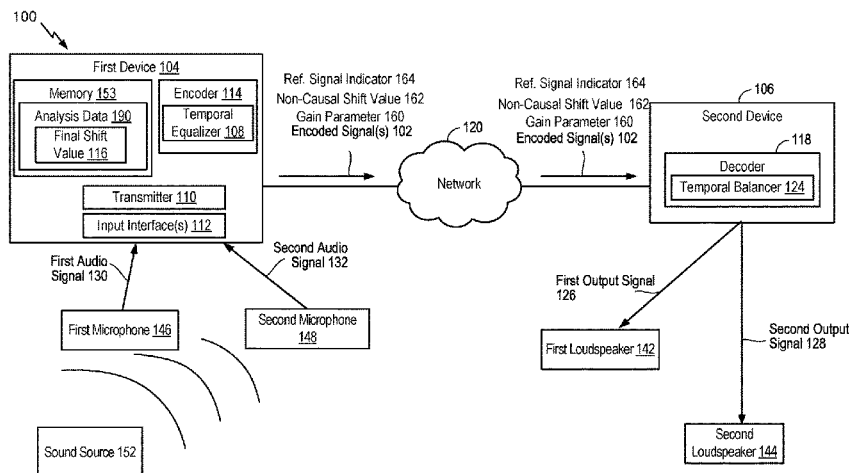 100
First Device 104
Memory 153
Analysis Data 190
Final Shift
Value 116
Encoder 114
Temporal
Equalizer 108
Transmitter 110
Input Interface(s) 112
Ref. Signal Indicator 164
Non-Causal Shift Value 162
Gain Parameter 160
Encoded Signal(s) 102
120
Network
Ref. Signal Indicator 164
Non-Causal Shift Value 162
Gain Parameter 160
Encoded Signal(s) 102
106
Second Device
118
Decoder
Temporal Balancer 124
First Audio
Signal 130
Second Audio
Signal 132
First Microphone 146
Second Microphone
148
Sound Source 152
First Output Signal
126
First Loudspeaker 142
Second Output
Signal 128
Second
Loudspeaker 144